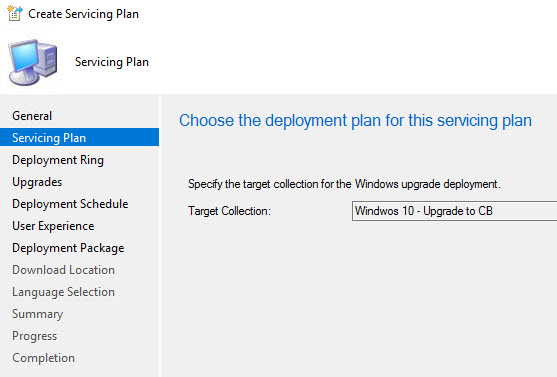 Create Servicing Plan
Servicing Plan
General
Servicing Plan
Deployment Ring
Upgrades
Deployment Schedule
User Experience
Deployment Package
Download Location
Language Selection
Summary
Progress
Completion
Choose the deployment plan for this servicing plan
Specify the target collection for the Windows upgrade deployment.
Target Collection: Windwos 10 - Upgrade to CB